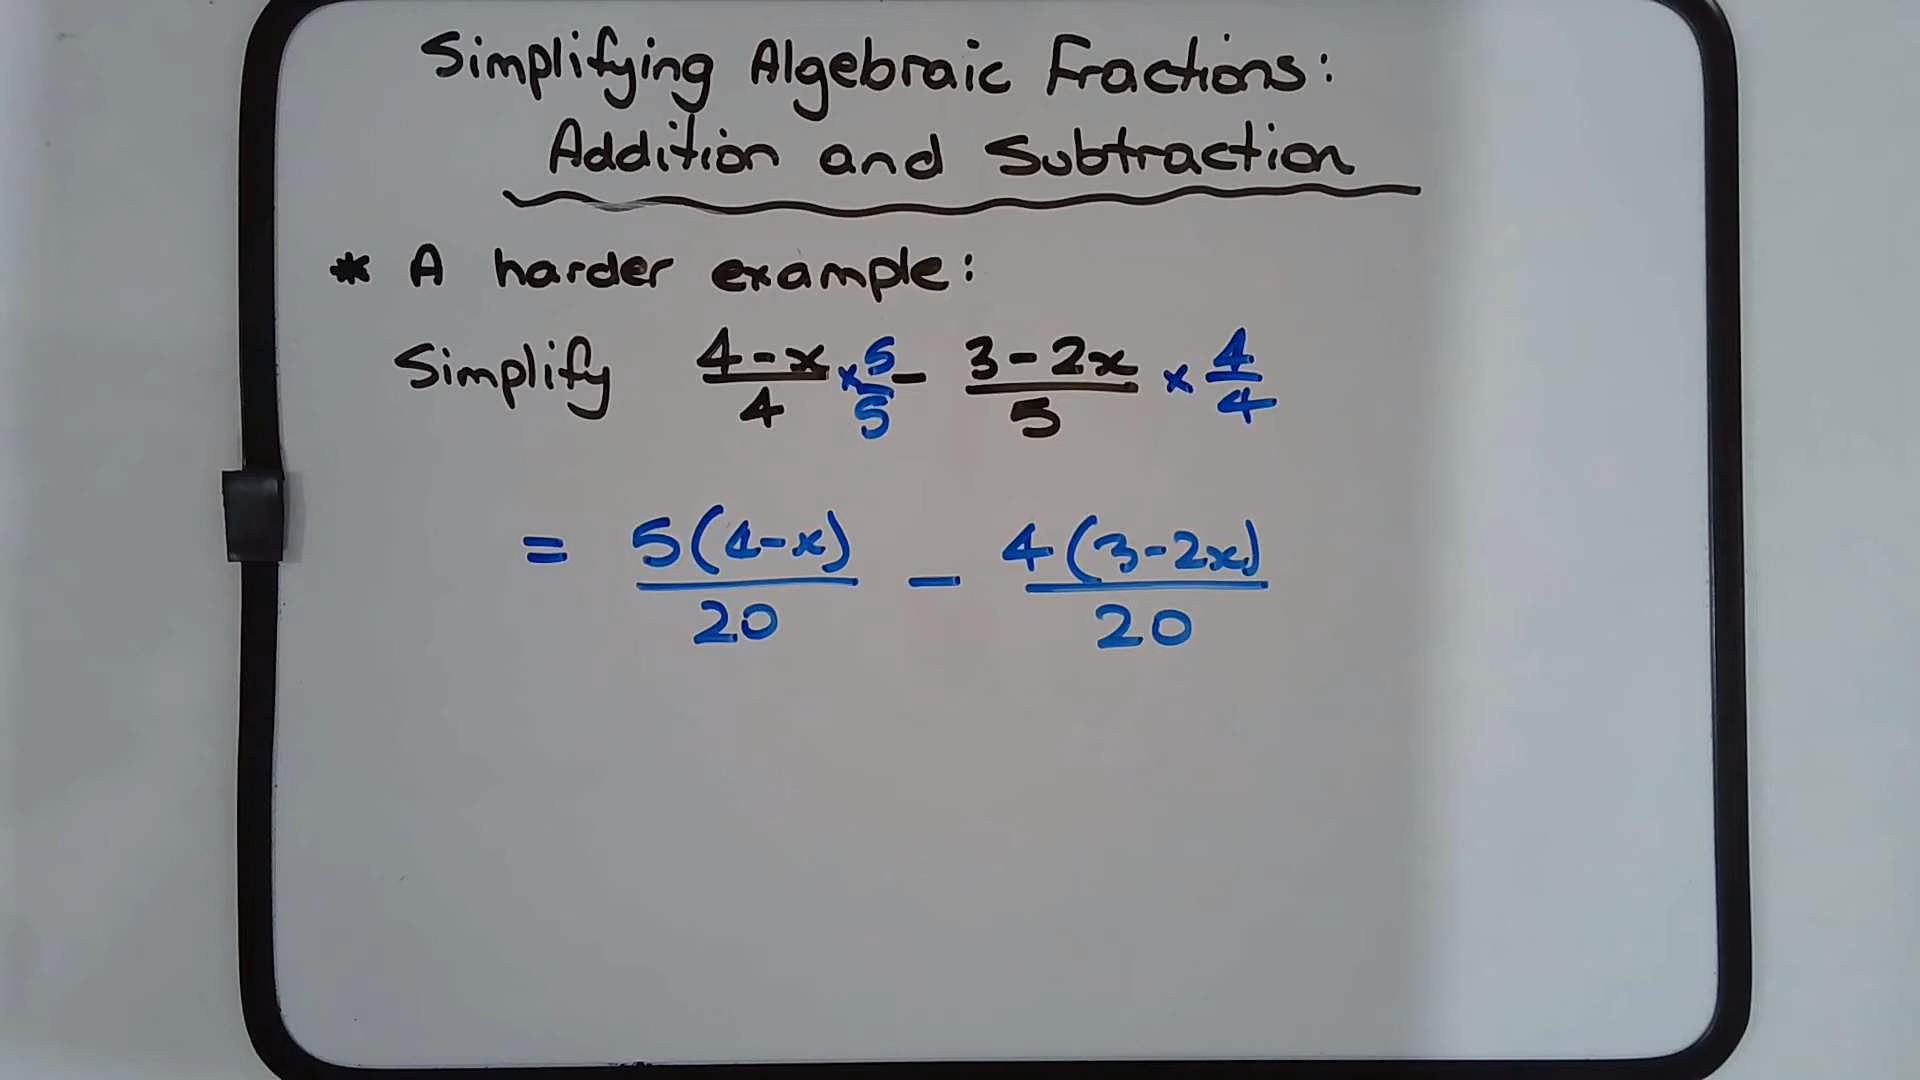 Simplifying Algebraic Fractions:
Addition and Subtraction
* A harder example:
Simplify (4-x)/4 × 5/5 - (3-2x)/5 × 4/4
= 5(4-x)/20 - 4(3-2x)/20